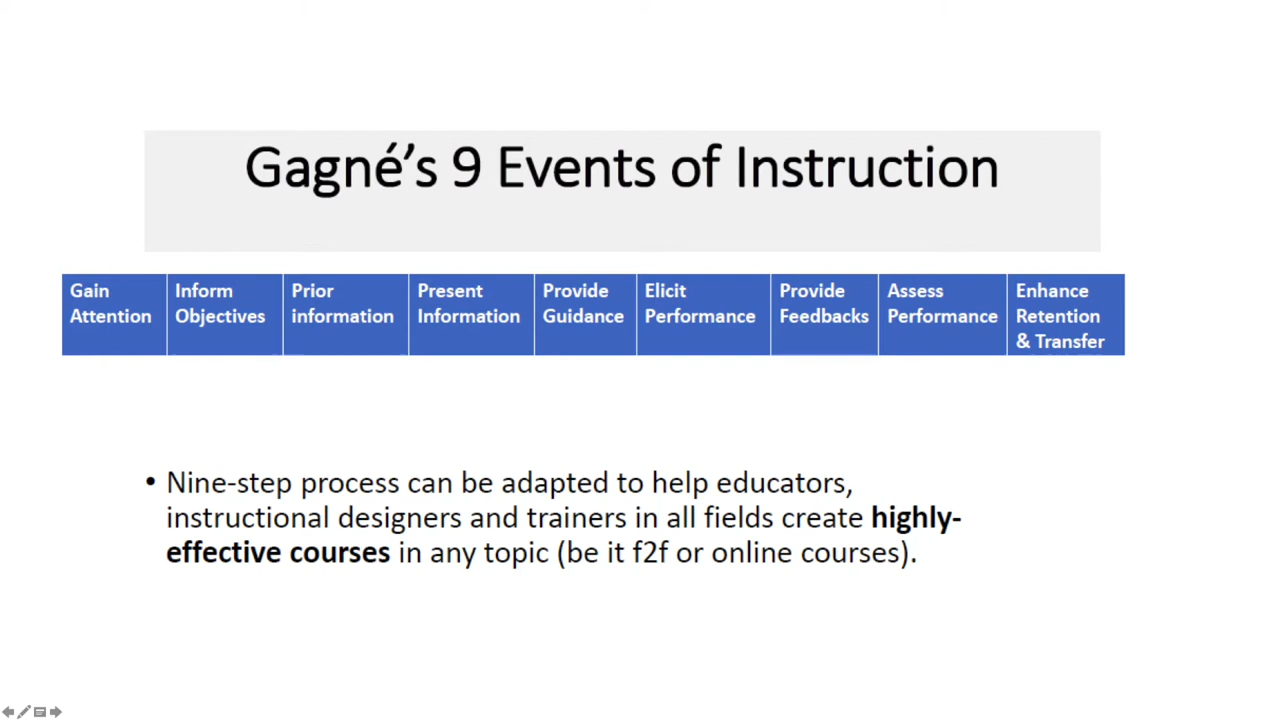 Gagné’s 9 Events of Instruction
Gain
Attention
Inform
Objectives
Prior
information
Present
Information
Provide
Guidance
Elicit
Performance
Provide
Feedbacks
Assess
Performance
Enhance
Retention
& Transfer
• Nine-step process can be adapted to help educators,
instructional designers and trainers in all fields create highly-
effective courses in any topic (be it f2f or online courses).